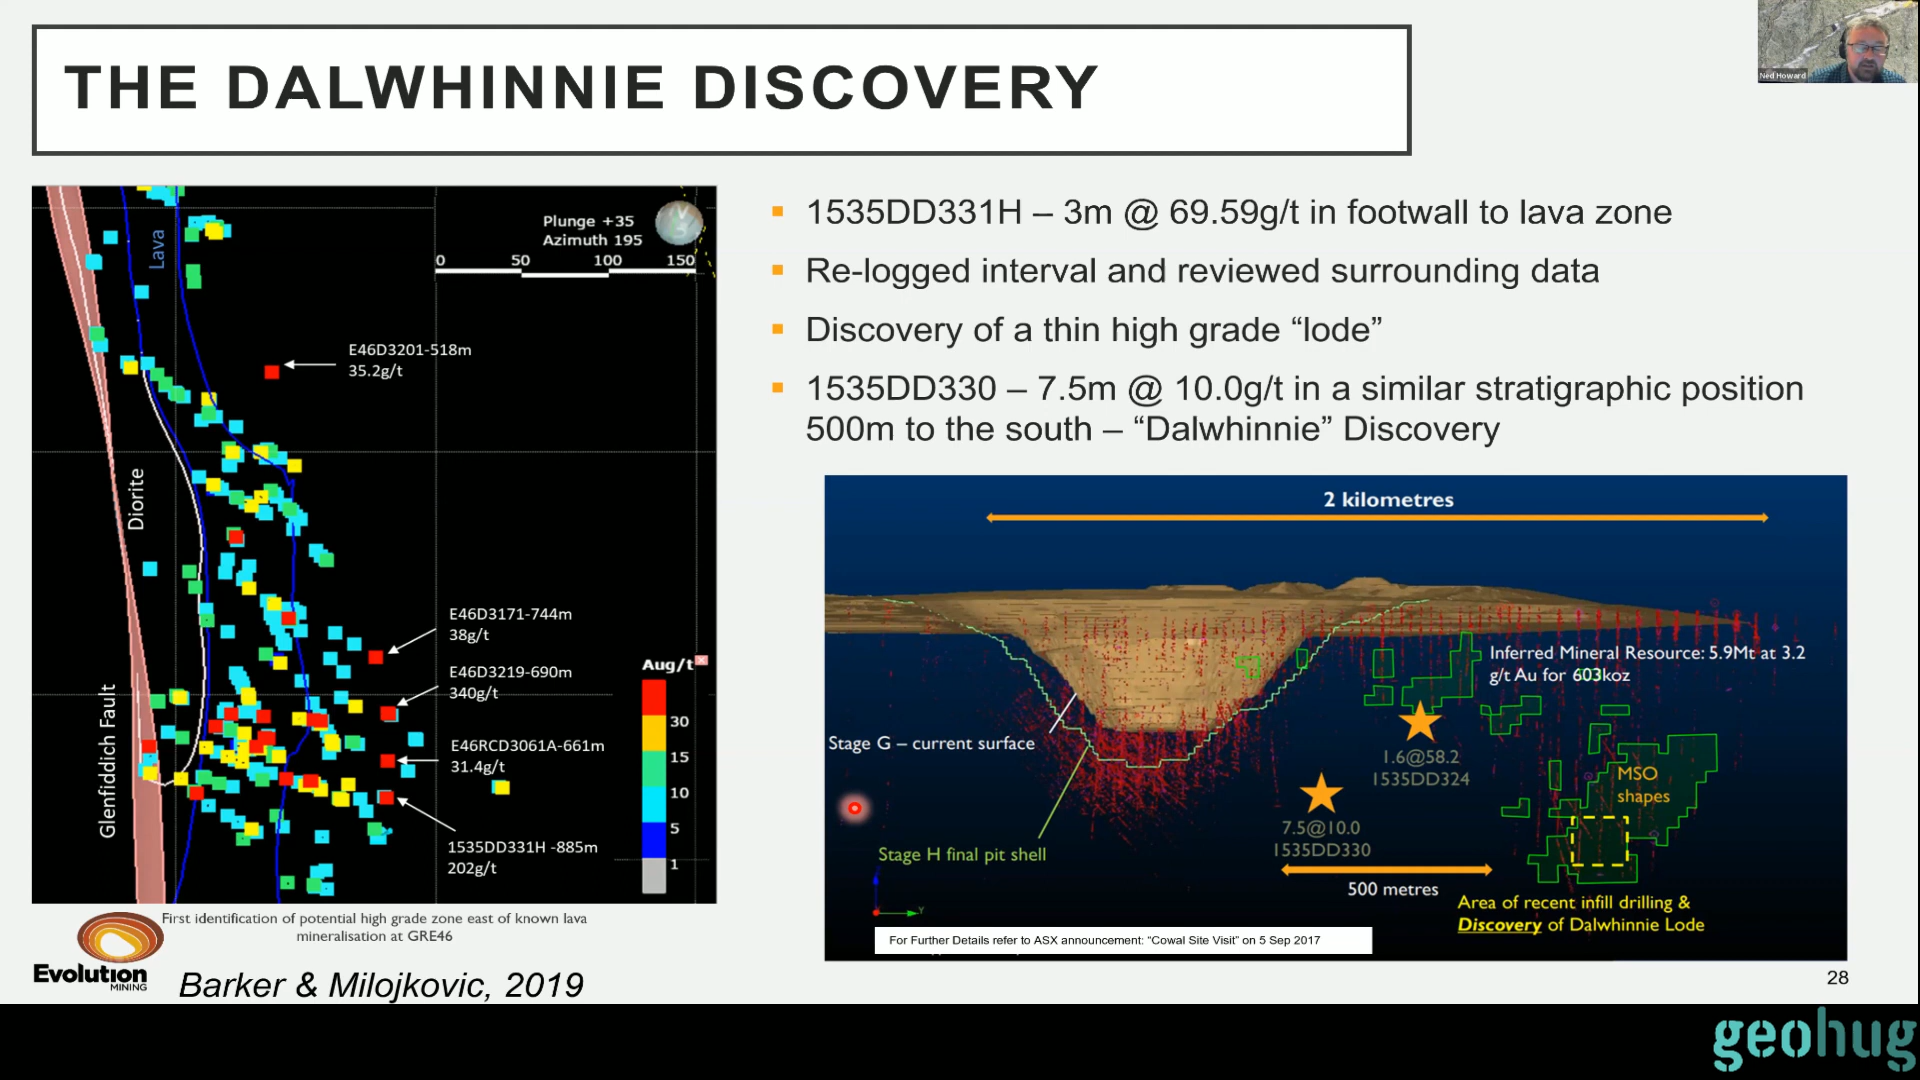 THE DALWHINNIE DISCOVERY
Ned Howard
Lava
Plunge +35
Azimuth 195
0 50 100 150
E46D3201-518m
35.2g/t
Diorite
E46D3171-744m
38g/t
E46D3219-690m
340g/t
E46RCD3061A-661m
31.4g/t
1535DD331H -885m
202g/t
Glenfiddich Fault
Aug/t
30
15
10
5
1
First identification of potential high grade zone east of known lava
mineralisation at GRE46
Evolution
MINING
Barker & Milojkovic, 2019
1535DD331H – 3m @ 69.59g/t in footwall to lava zone
Re-logged interval and reviewed surrounding data
Discovery of a thin high grade “lode”
1535DD330 – 7.5m @ 10.0g/t in a similar stratigraphic position
500m to the south – “Dalwhinnie” Discovery
2 kilometres
Inferred Mineral Resource: 5.9Mt at 3.2
g/t Au for 603koz
Stage G – current surface
1.6@58.2
1535DD324
MSO
shapes
7.5@10.0
1535DD330
Stage H final pit shell
500 metres
Area of recent infill drilling &
Discovery of Dalwhinnie Lode
Y
For Further Details refer to ASX announcement: “Cowal Site Visit” on 5 Sep 2017
28
geohug